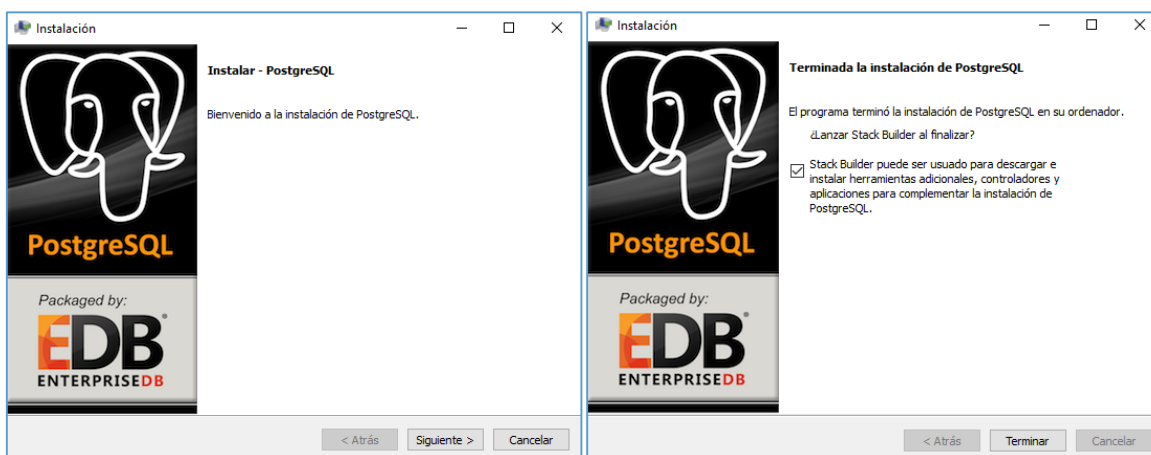 Instalación
Instalar - PostgreSQL
Bienvenido a la instalación de PostgreSQL.
PostgreSQL
Packaged by:
EDB
ENTERPRISEDB
< Atrás
Siguiente >
Cancelar
Instalación
Terminada la instalación de PostgreSQL
El programa terminó la instalación de PostgreSQL en su ordenador.
¿Lanzar Stack Builder al finalizar?
Stack Builder puede ser usado para descargar e
instalar herramientas adicionales, controladores y
aplicaciones para complementar la instalación de
PostgreSQL.
PostgreSQL
Packaged by:
EDB
ENTERPRISEDB
< Atrás
Terminar
Cancelar